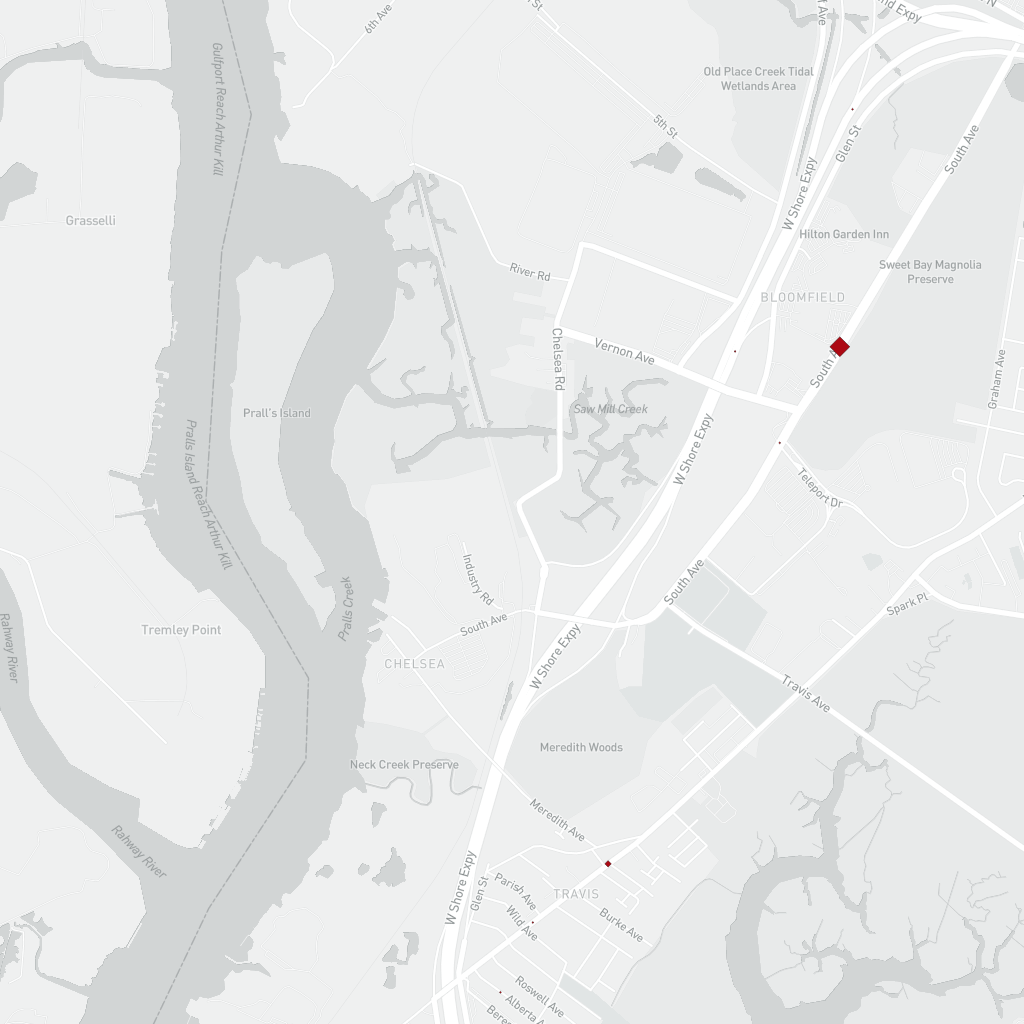 6th Ave
Gulfport Reach Arthur Kill
Old Place Creek Tidal
Wetlands Area
5th St
Glen St
South Ave
W Shore Expy
Grasselli
Hilton Garden Inn
River Rd
Sweet Bay Magnolia
Preserve
BLOOMFIELD
Chelsea Rd
Vernon Ave
South A
Graham Ave
Prall's Island
Saw Mill Creek
W Shore Expy
Pralls Island Reach Arthur Kill
Teleport Dr
Industry Rd
South Ave
South Ave
Spark Pl
Pralls Creek
Tremley Point
Rahway River
CHELSEA
W Shore Expy
Travis Ave
Meredith Woods
Neck Creek Preserve
Meredith Ave
Rahway River
W Shore Expy
Glen St
Parish Ave
TRAVIS
Wild Ave
Burke Ave
Roswell Ave
Alberta A